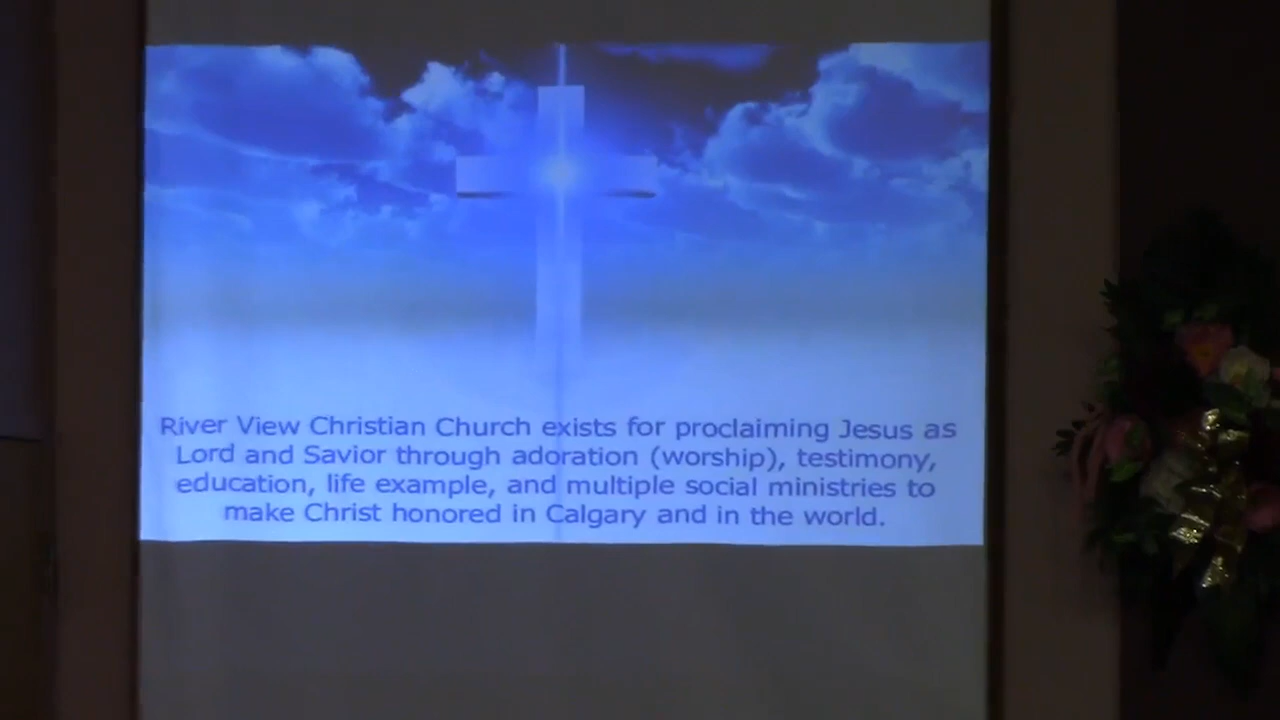 River View Christian Church exists for proclaiming Jesus as
Lord and Savior through adoration (worship), testimony,
education, life example, and multiple social ministries to
make Christ honored in Calgary and in the world.